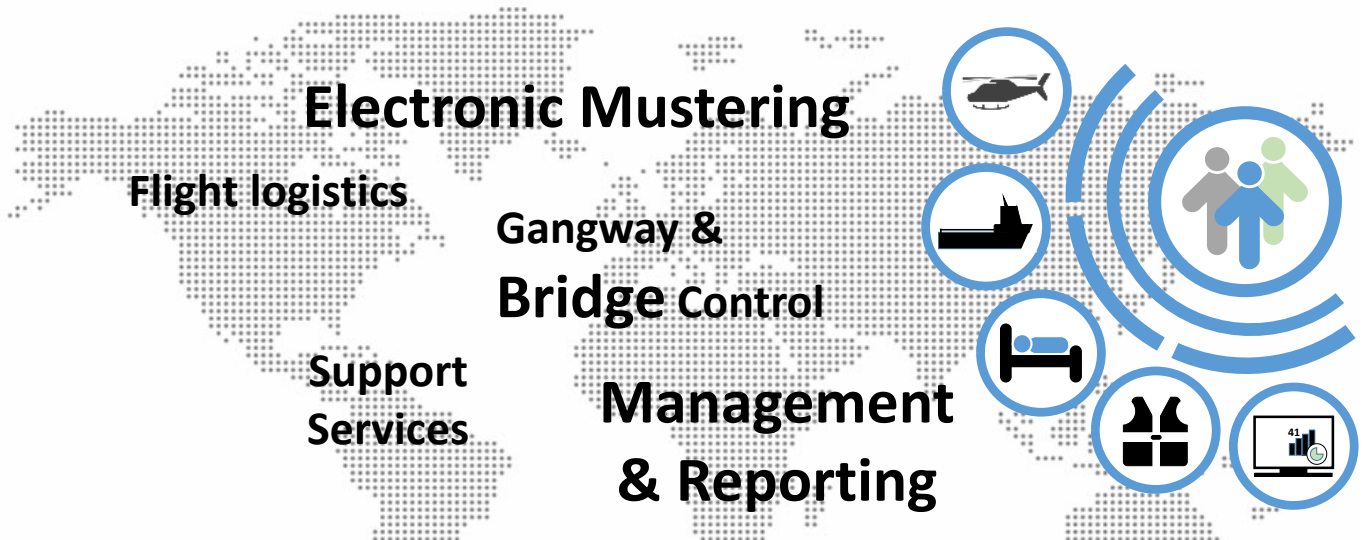 Electronic Mustering
Flight logistics
Gangway &
Bridge Control
Support
Services
Management
& Reporting
41